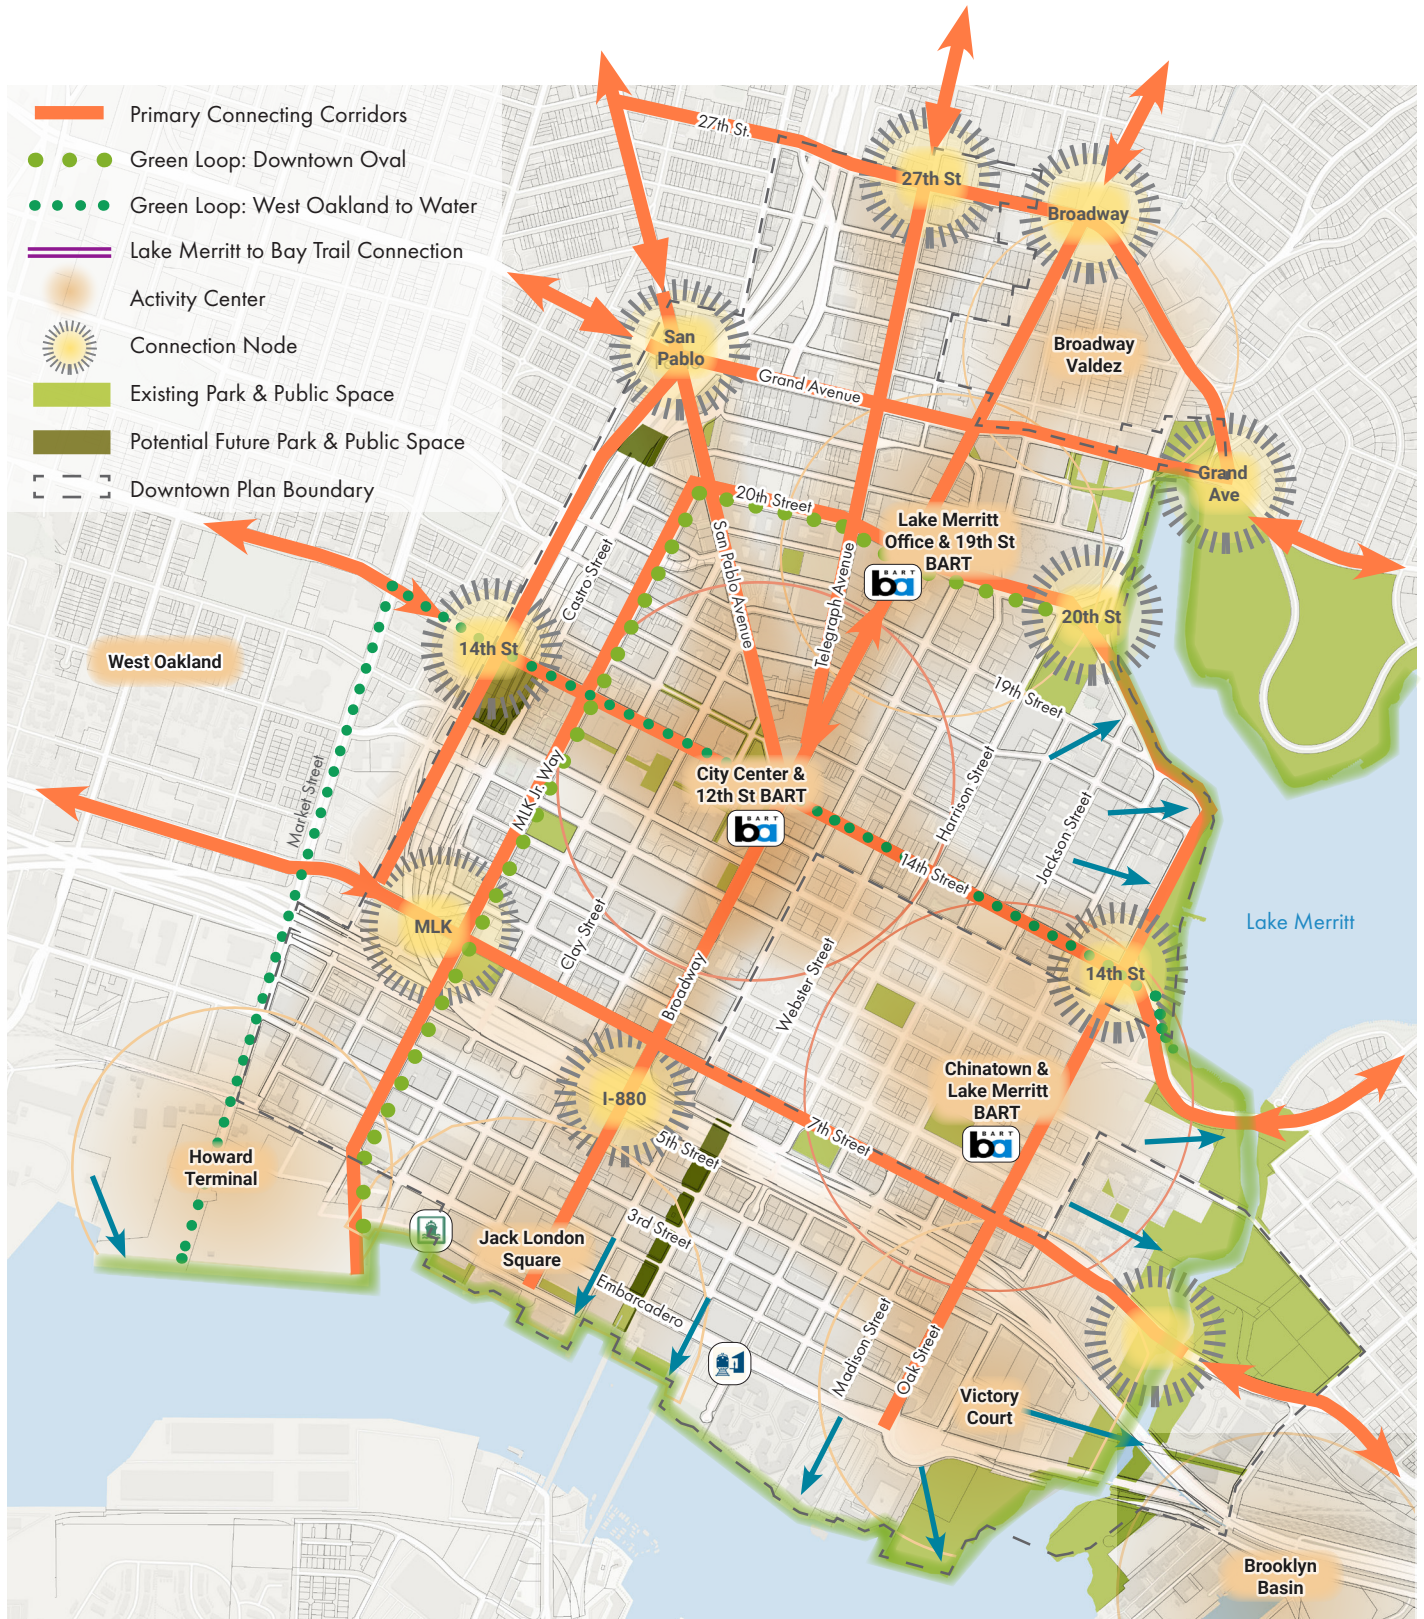 Primary Connecting Corridors
Green Loop: Downtown Oval
Green Loop: West Oakland to Water
Lake Merritt to Bay Trail Connection
Activity Center
Connection Node
Existing Park & Public Space
Potential Future Park & Public Space
Downtown Plan Boundary
27th St.
27th St
Broadway
San
Pablo
Broadway
Valdez
Grand Avenue
Grand
Ave
20th Street
Lake Merritt
Office & 19th St
BART
BART
ba
San Pablo Avenue
Telegraph Avenue
Castro Street
20th St
14th St
West Oakland
19th Street
Market Street
MLK Jr. Way
City Center &
12th St BART
BART
ba
Harrison Street
Jackson Street
14th Street
Lake Merritt
MLK
Clay Street
Broadway
Webster Street
14th St
Chinatown &
Lake Merritt
BART
BART
ba
I-880
7th Street
5th Street
Howard
Terminal
3rd Street
Jack London
Square
Embarcadero
Madison Street
Oak Street
Victory
Court
Brooklyn
Basin